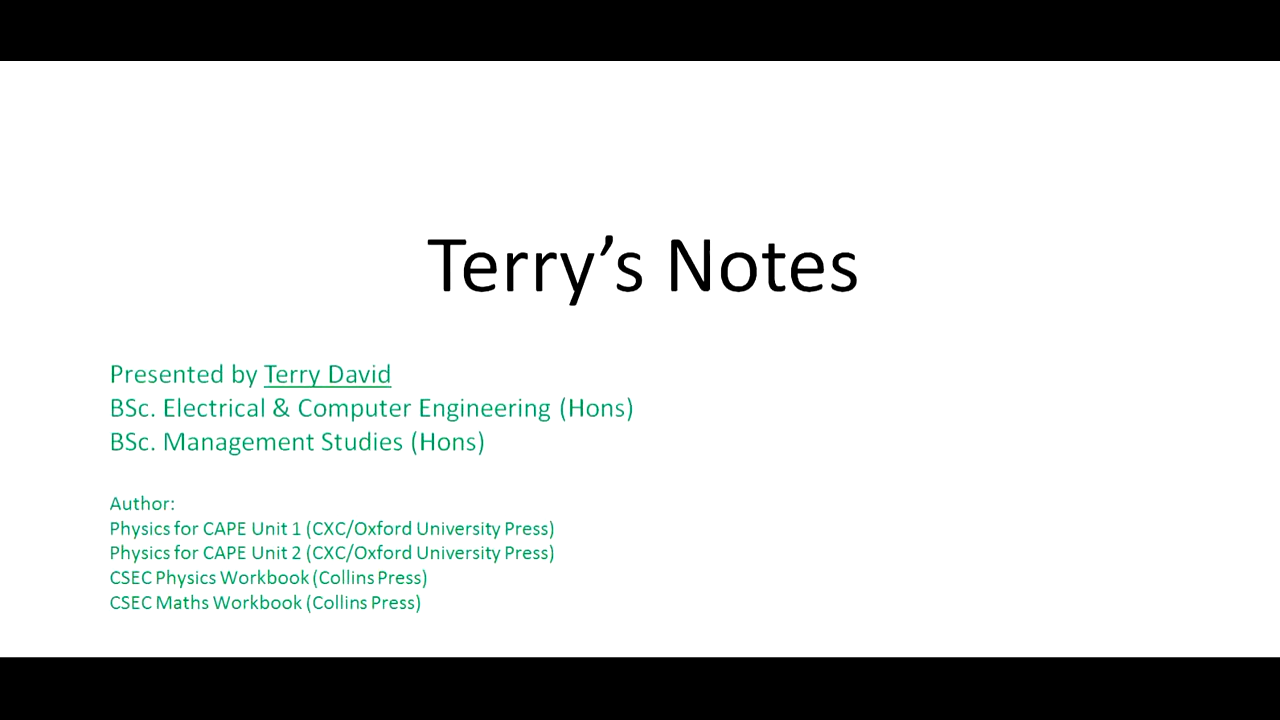 Terry’s Notes
Presented by Terry David
BSc. Electrical & Computer Engineering (Hons)
BSc. Management Studies (Hons)
Author:
Physics for CAPE Unit 1 (CXC/Oxford University Press)
Physics for CAPE Unit 2 (CXC/Oxford University Press)
CSEC Physics Workbook (Collins Press)
CSEC Maths Workbook (Collins Press)